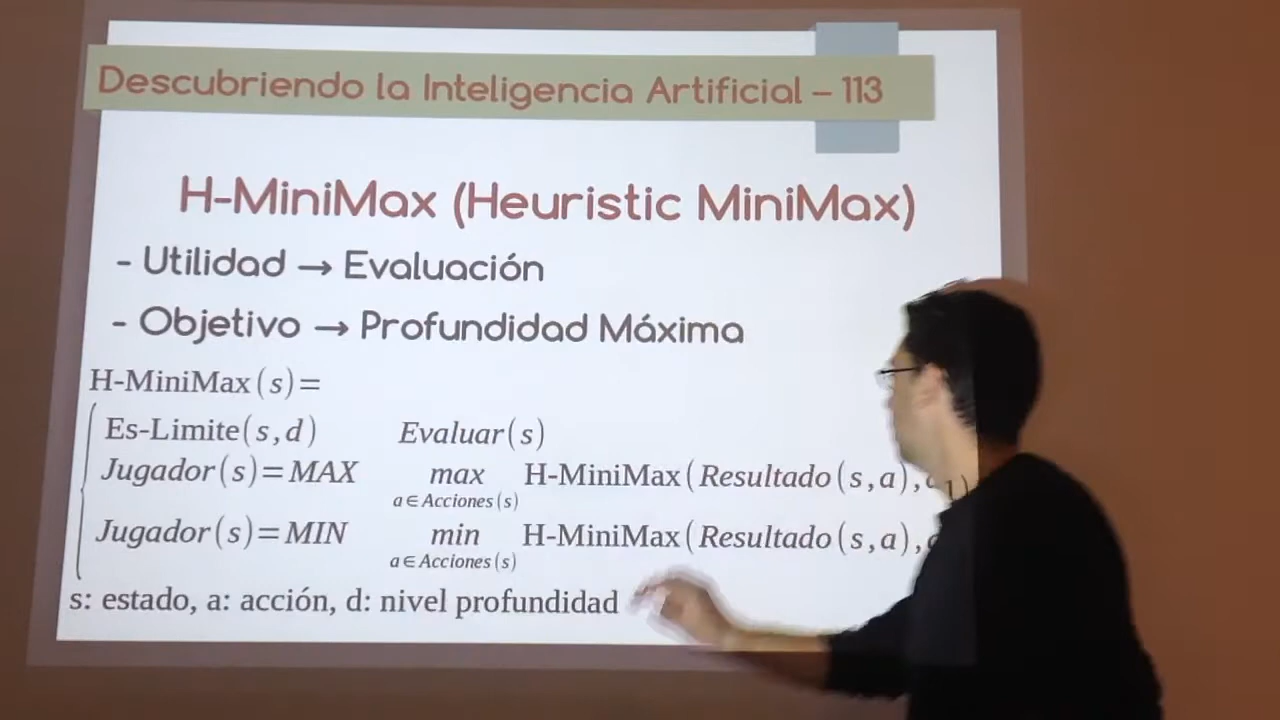 Descubriendo la Inteligencia Artificial – 113
H-MiniMax (Heuristic MiniMax)
- Utilidad → Evaluación
- Objetivo → Profundidad Máxima
H-MiniMax(s)=
Es-Limite(s,d) Evaluar(s)
Jugador(s)=MAX max H-MiniMax(Resultado(s,a),
a∈Acciones(s)
Jugador(s)=MIN min H-MiniMax(Resultado(s,a),
a∈Acciones(s)
s: estado, a: acción, d: nivel profundidad